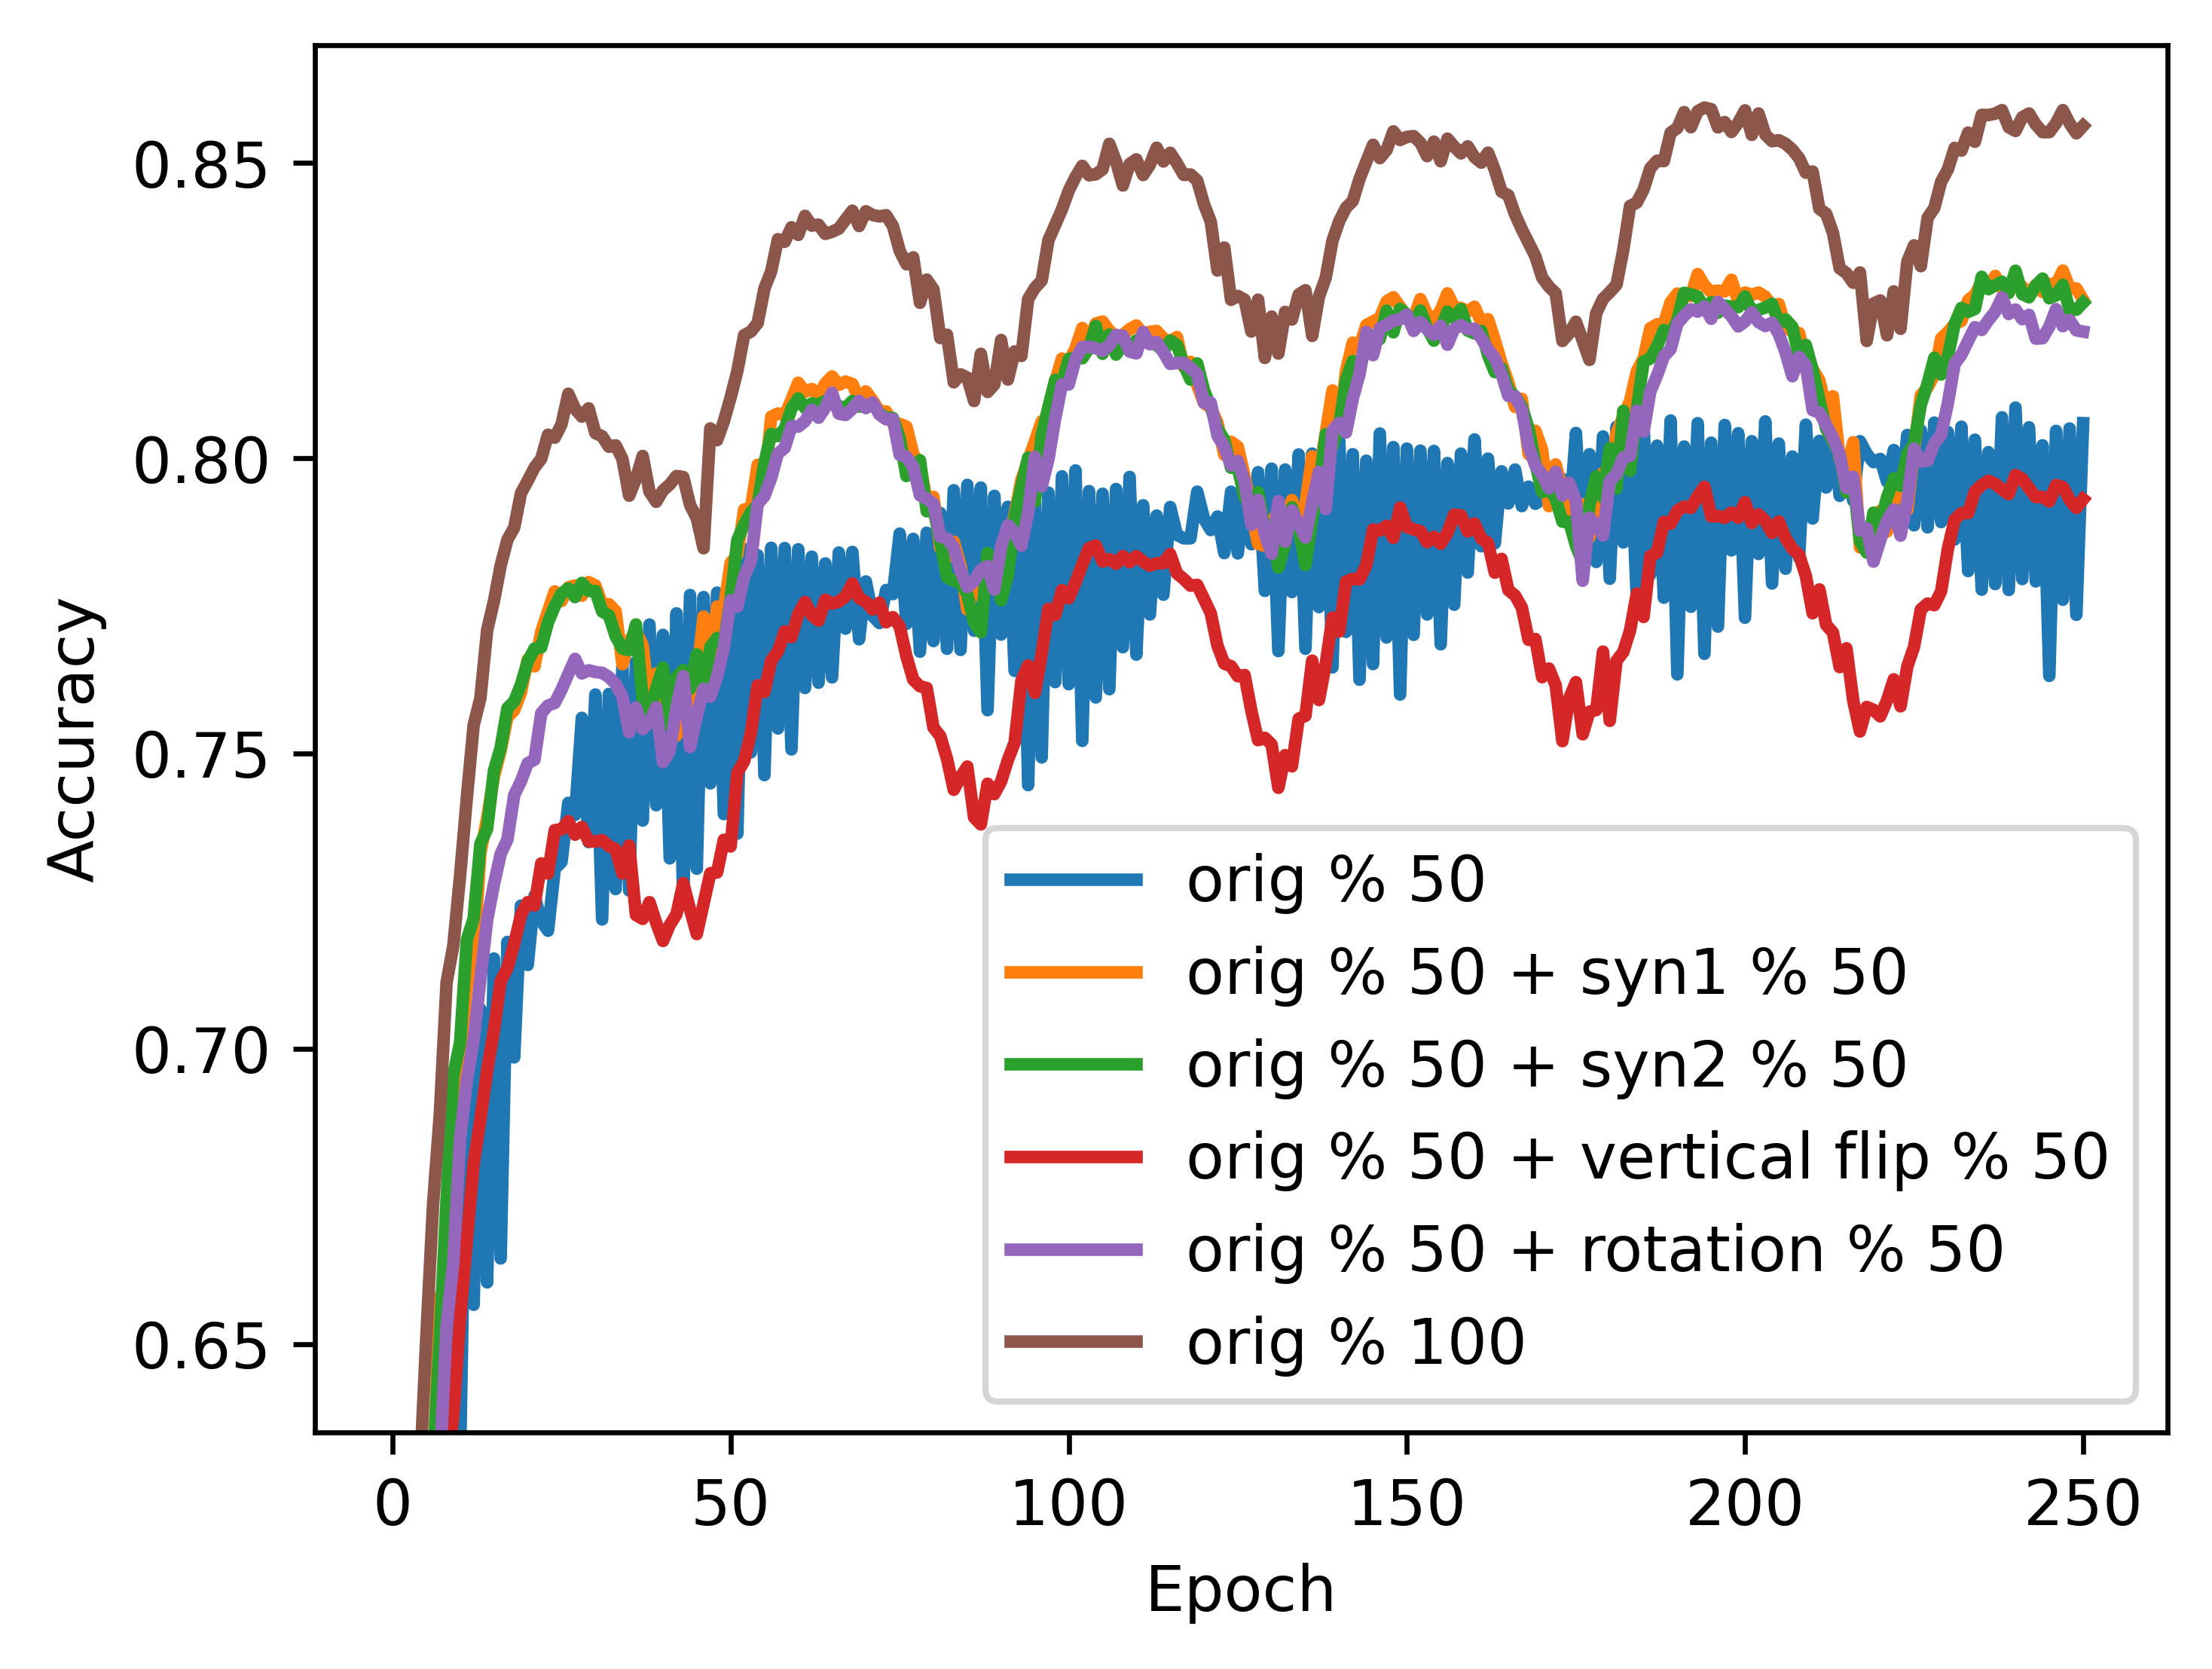 0.85
0.80
0.75
0.70
0.65
Accuracy
orig % 50
orig % 50 + syn1 % 50
orig % 50 + syn2 % 50
orig % 50 + vertical flip % 50
orig % 50 + rotation % 50
orig % 100
0 50 100 150 200 250
Epoch